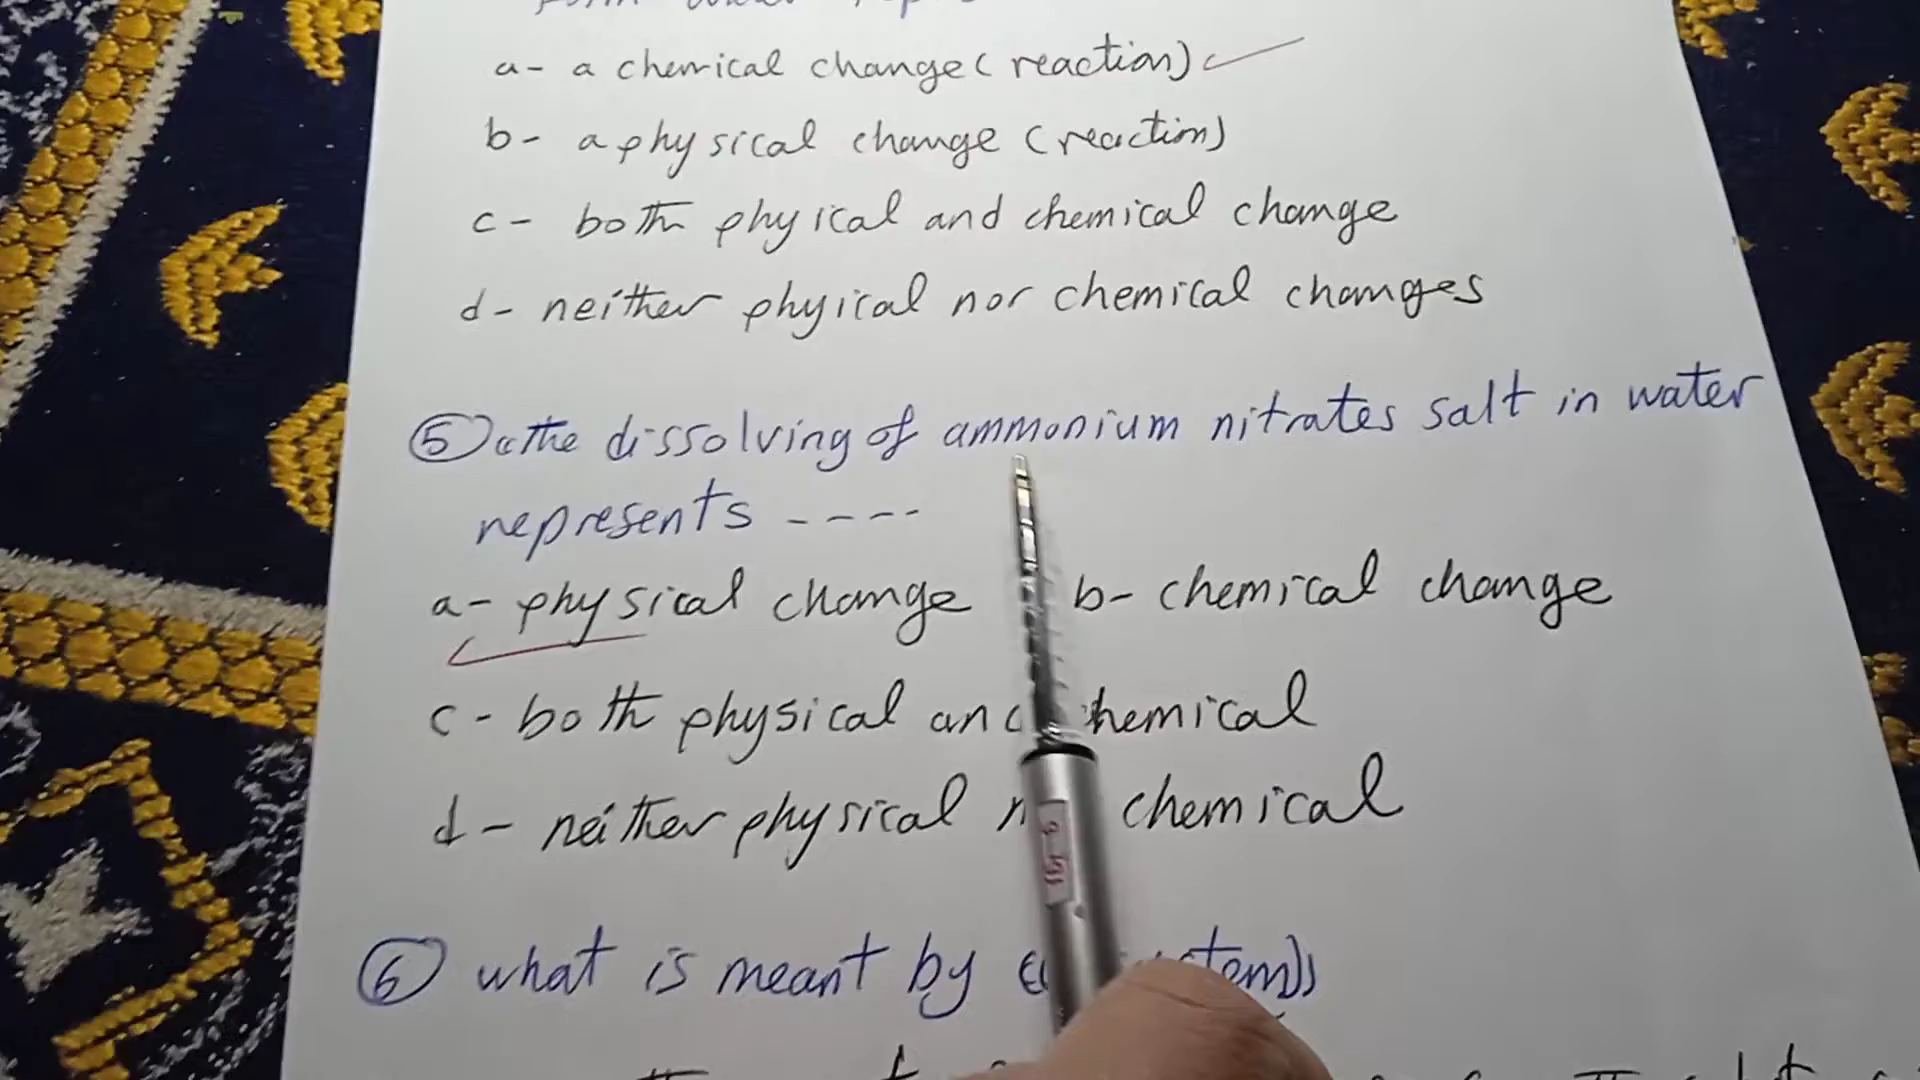 a- a chemical change (reaction)
b- a physical change (reaction)
c- both phyical and chemical change
d- neither phyical nor chemical changes
5 the dissolving of ammonium nitrates salt in water
represents ----
a- physical change b- chemical change
c- both physical and chemical
d- neither physical chemical
6 what is meant by